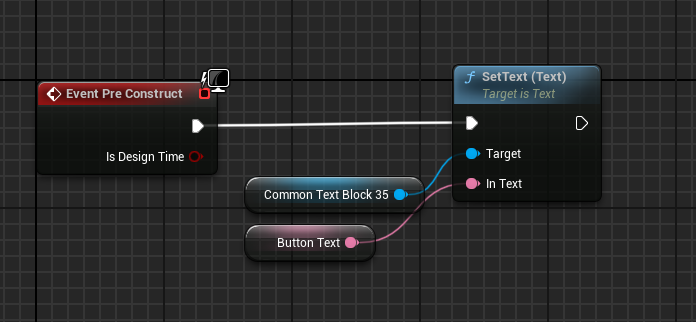 Event Pre Construct
Is Design Time
SetText (Text)
Target is Text
Target
In Text
Common Text Block 35
Button Text